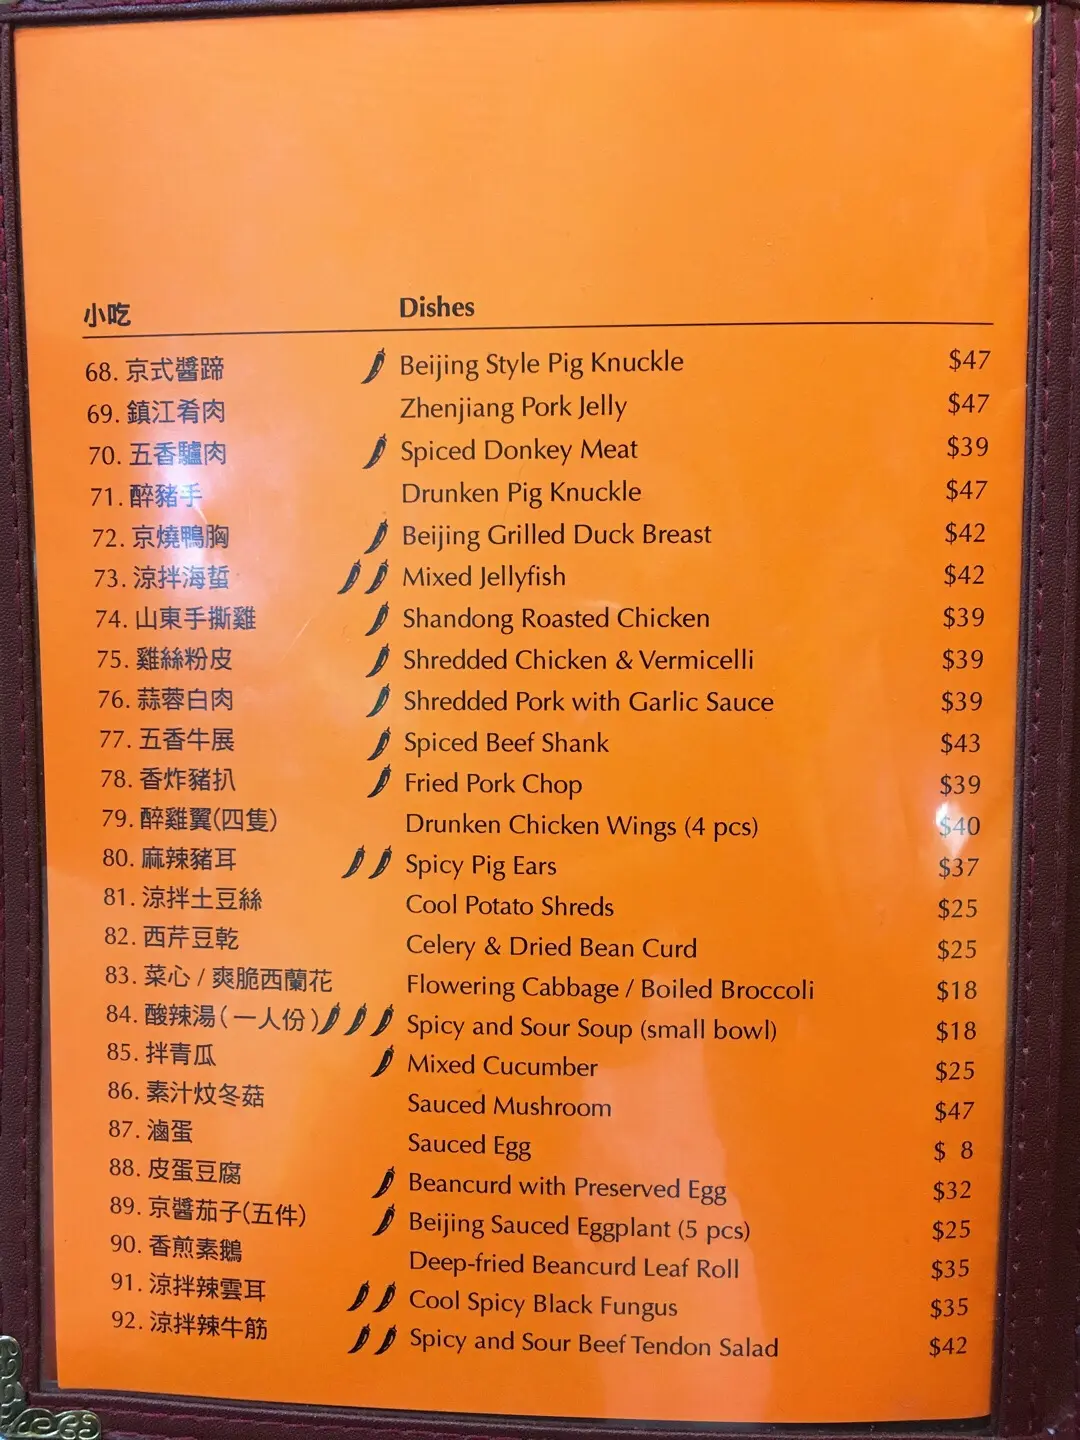 小吃 Dishes
68. 京式醬蹄 Beijing Style Pig Knuckle $47
69. 鎮江肴肉 Zhenjiang Pork Jelly $47
70. 五香驢肉 Spiced Donkey Meat $39
71. 醉豬手 Drunken Pig Knuckle $47
72. 京燒鴨胸 Beijing Grilled Duck Breast $42
73. 涼拌海蜇 Mixed Jellyfish $42
74. 山東手撕雞 Shandong Roasted Chicken $39
75. 雞絲粉皮 Shredded Chicken & Vermicelli $39
76. 蒜蓉白肉 Shredded Pork with Garlic Sauce $39
77. 五香牛展 Spiced Beef Shank $43
78. 香炸豬扒 Fried Pork Chop $39
79. 醉雞翼(四隻) Drunken Chicken Wings (4 pcs) $40
80. 麻辣豬耳 Spicy Pig Ears $37
81. 涼拌土豆絲 Cool Potato Shreds $25
82. 西芹豆乾 Celery & Dried Bean Curd $25
83. 菜心 / 爽脆西蘭花 Flowering Cabbage / Boiled Broccoli $18
84. 酸辣湯(一人份) Spicy and Sour Soup (small bowl) $18
85. 拌青瓜 Mixed Cucumber $25
86. 素汁炆冬菇 Sauced Mushroom $47
87. 滷蛋 Sauced Egg $ 8
88. 皮蛋豆腐 Beancurd with Preserved Egg $32
89. 京醬茄子(五件) Beijing Sauced Eggplant (5 pcs) $25
90. 香煎素鵝 Deep-fried Beancurd Leaf Roll $35
91. 涼拌辣雲耳 Cool Spicy Black Fungus $35
92. 涼拌辣牛筋 Spicy and Sour Beef Tendon Salad $42